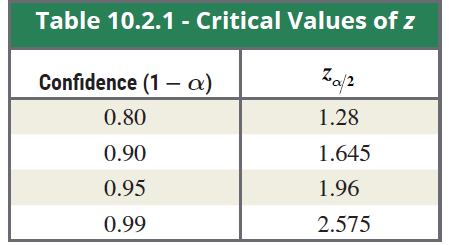 Table 10.2.1 - Critical Values of z
Confidence (1 – α) zα/2
0.80 1.28
0.90 1.645
0.95 1.96
0.99 2.575